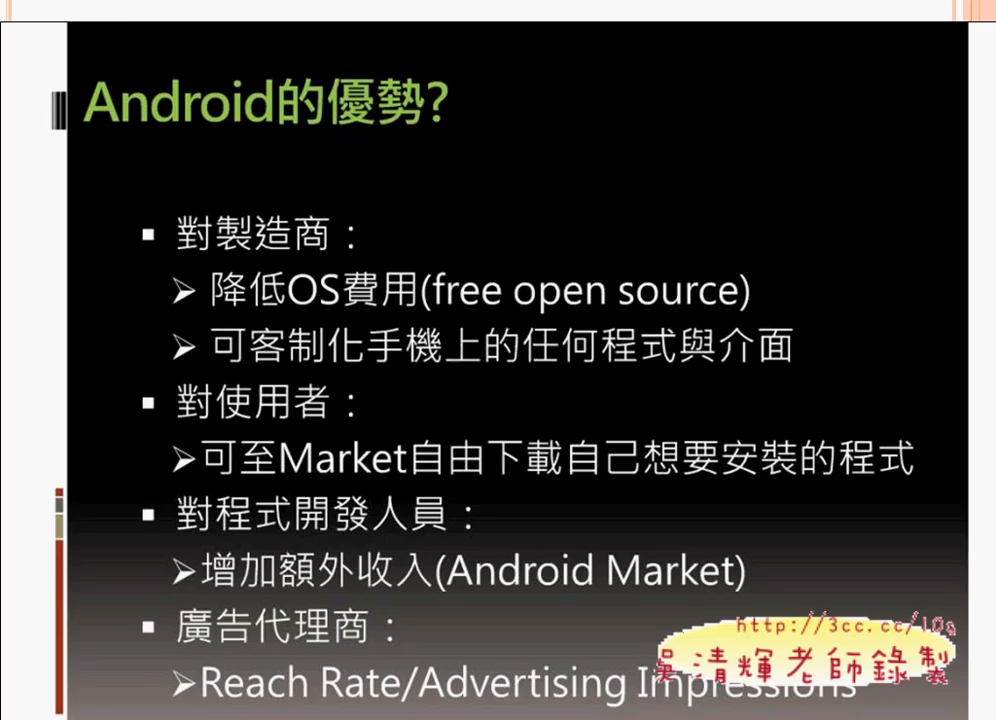 Android的優勢?
▪ 對製造商：
➢ 降低OS費用(free open source)
➢ 可客制化手機上的任何程式與介面
▪ 對使用者：
➢可至Market自由下載自己想要安裝的程式
▪ 對程式開發人員：
➢增加額外收入(Android Market)
▪ 廣告代理商：
http://3cc.cc/10a
吳清輝老師錄製
➢Reach Rate/Advertising Impressions